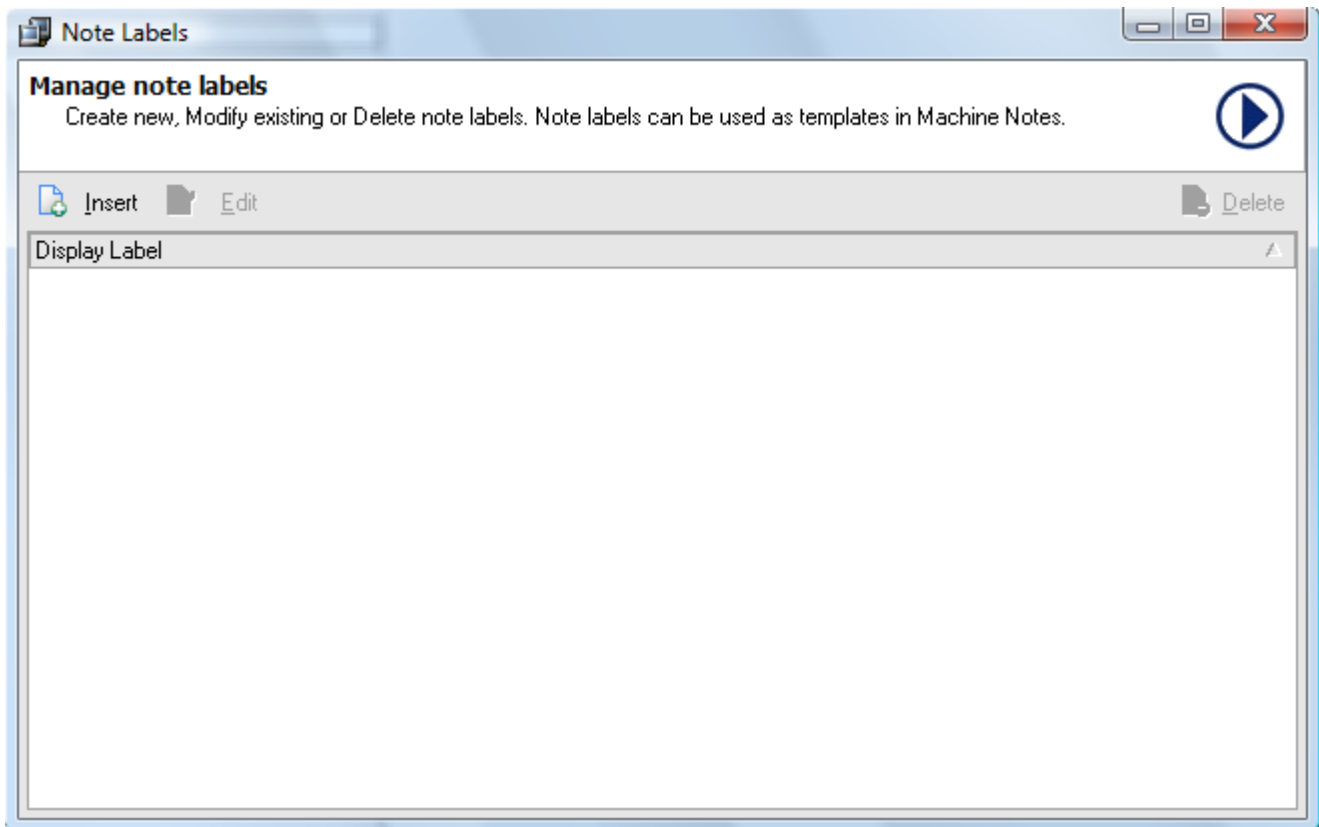 Note Labels
Manage note labels
Create new, Modify existing or Delete note labels. Note labels can be used as templates in Machine Notes.
Insert Edit Delete
Display Label